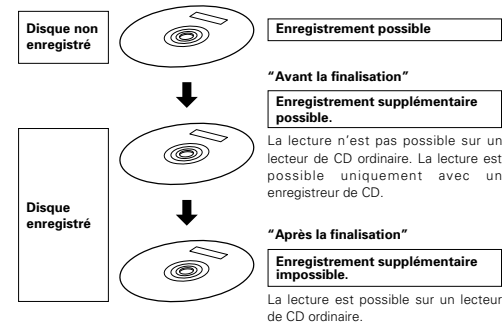 Disque non
enregistré
Enregistrement possible
“Avant la finalisation”
Enregistrement supplémentaire
possible.
La lecture n’est pas possible sur un
lecteur de CD ordinaire. La lecture est
possible uniquement avec un
enregistreur de CD.
Disque
enregistré
“Après la finalisation”
Enregistrement supplémentaire
impossible.
La lecture est possible sur un lecteur
de CD ordinaire.